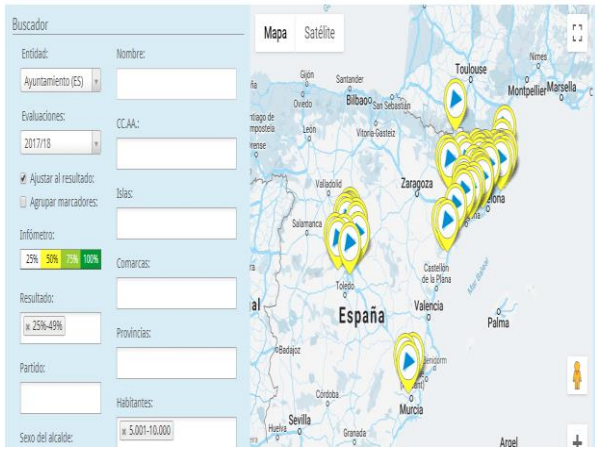 Buscador
Entidad:
Ayuntamiento (ES)
Evaluaciones:
2017/18
Ajustar al resultado:
Agrupar marcadores:
Infómetro:
25% 50% 75% 100%
Resultado:
× 25%-49%
Partido:
Sexo del alcalde:
Nombre:
CC.AA.:
Islas:
Comarcas:
Provincias:
Habitantes:
× 5.001-10.000
Mapa Satélite
Toulouse
Nimes
Montpellier
Marsella
Gijón
Santander
Oviedo
Bilbao
San Sebastián
León
Vitoria-Gasteiz
Valladolid
Zaragoza
Salamanca
Castellón
de la Plana
Toledo
Mar Balear
España
Valencia
Palma
Badajoz
Córdoba
Murcia
Sevilla
Huelva
Granada
Argel